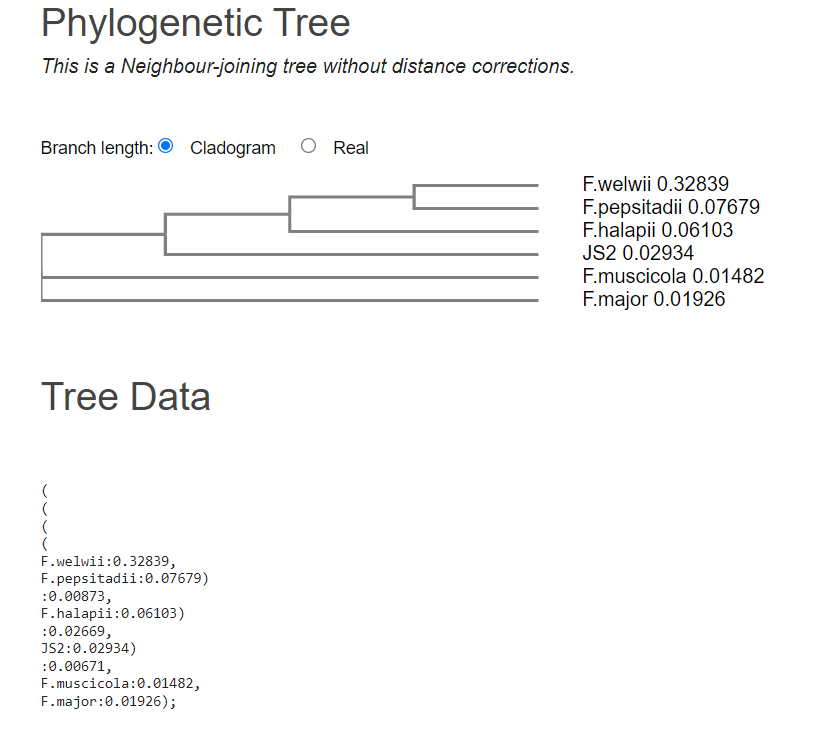 Phylogenetic Tree
This is a Neighbour-joining tree without distance corrections.
Branch length: Cladogram Real
F.welwii 0.32839
F.pepsitadii 0.07679
F.halapii 0.06103
JS2 0.02934
F.muscicola 0.01482
F.major 0.01926
Tree Data
(
(
(
(
F.welwii:0.32839,
F.pepsitadii:0.07679)
:0.00873,
F.halapii:0.06103)
:0.02669,
JS2:0.02934)
:0.00671,
F.muscicola:0.01482,
F.major:0.01926);